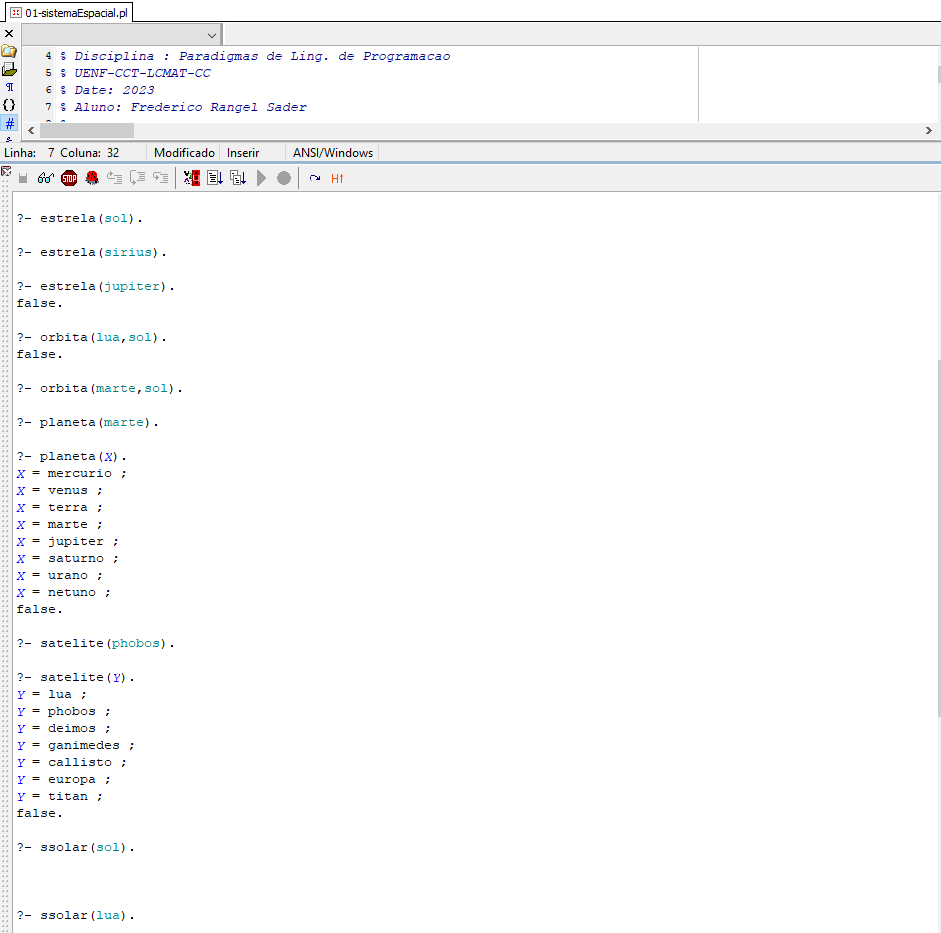 01-sistemaEspacial.pl
4 % Disciplina : Paradigmas de Ling. de Programacao
5 % UENF-CCT-LCMAT-CC
6 % Date: 2023
7 % Aluno: Frederico Rangel Sader
Linha: 7 Coluna: 32 Modificado Inserir ANSI/Windows
STOP H↑
?- estrela(sol).
?- estrela(sirius).
?- estrela(jupiter).
false.
?- orbita(lua,sol).
false.
?- orbita(marte,sol).
?- planeta(marte).
?- planeta(X).
X = mercurio ;
X = venus ;
X = terra ;
X = marte ;
X = jupiter ;
X = saturno ;
X = urano ;
X = netuno ;
false.
?- satelite(phobos).
?- satelite(Y).
Y = lua ;
Y = phobos ;
Y = deimos ;
Y = ganimedes ;
Y = callisto ;
Y = europa ;
Y = titan ;
false.
?- ssolar(sol).
?- ssolar(lua).